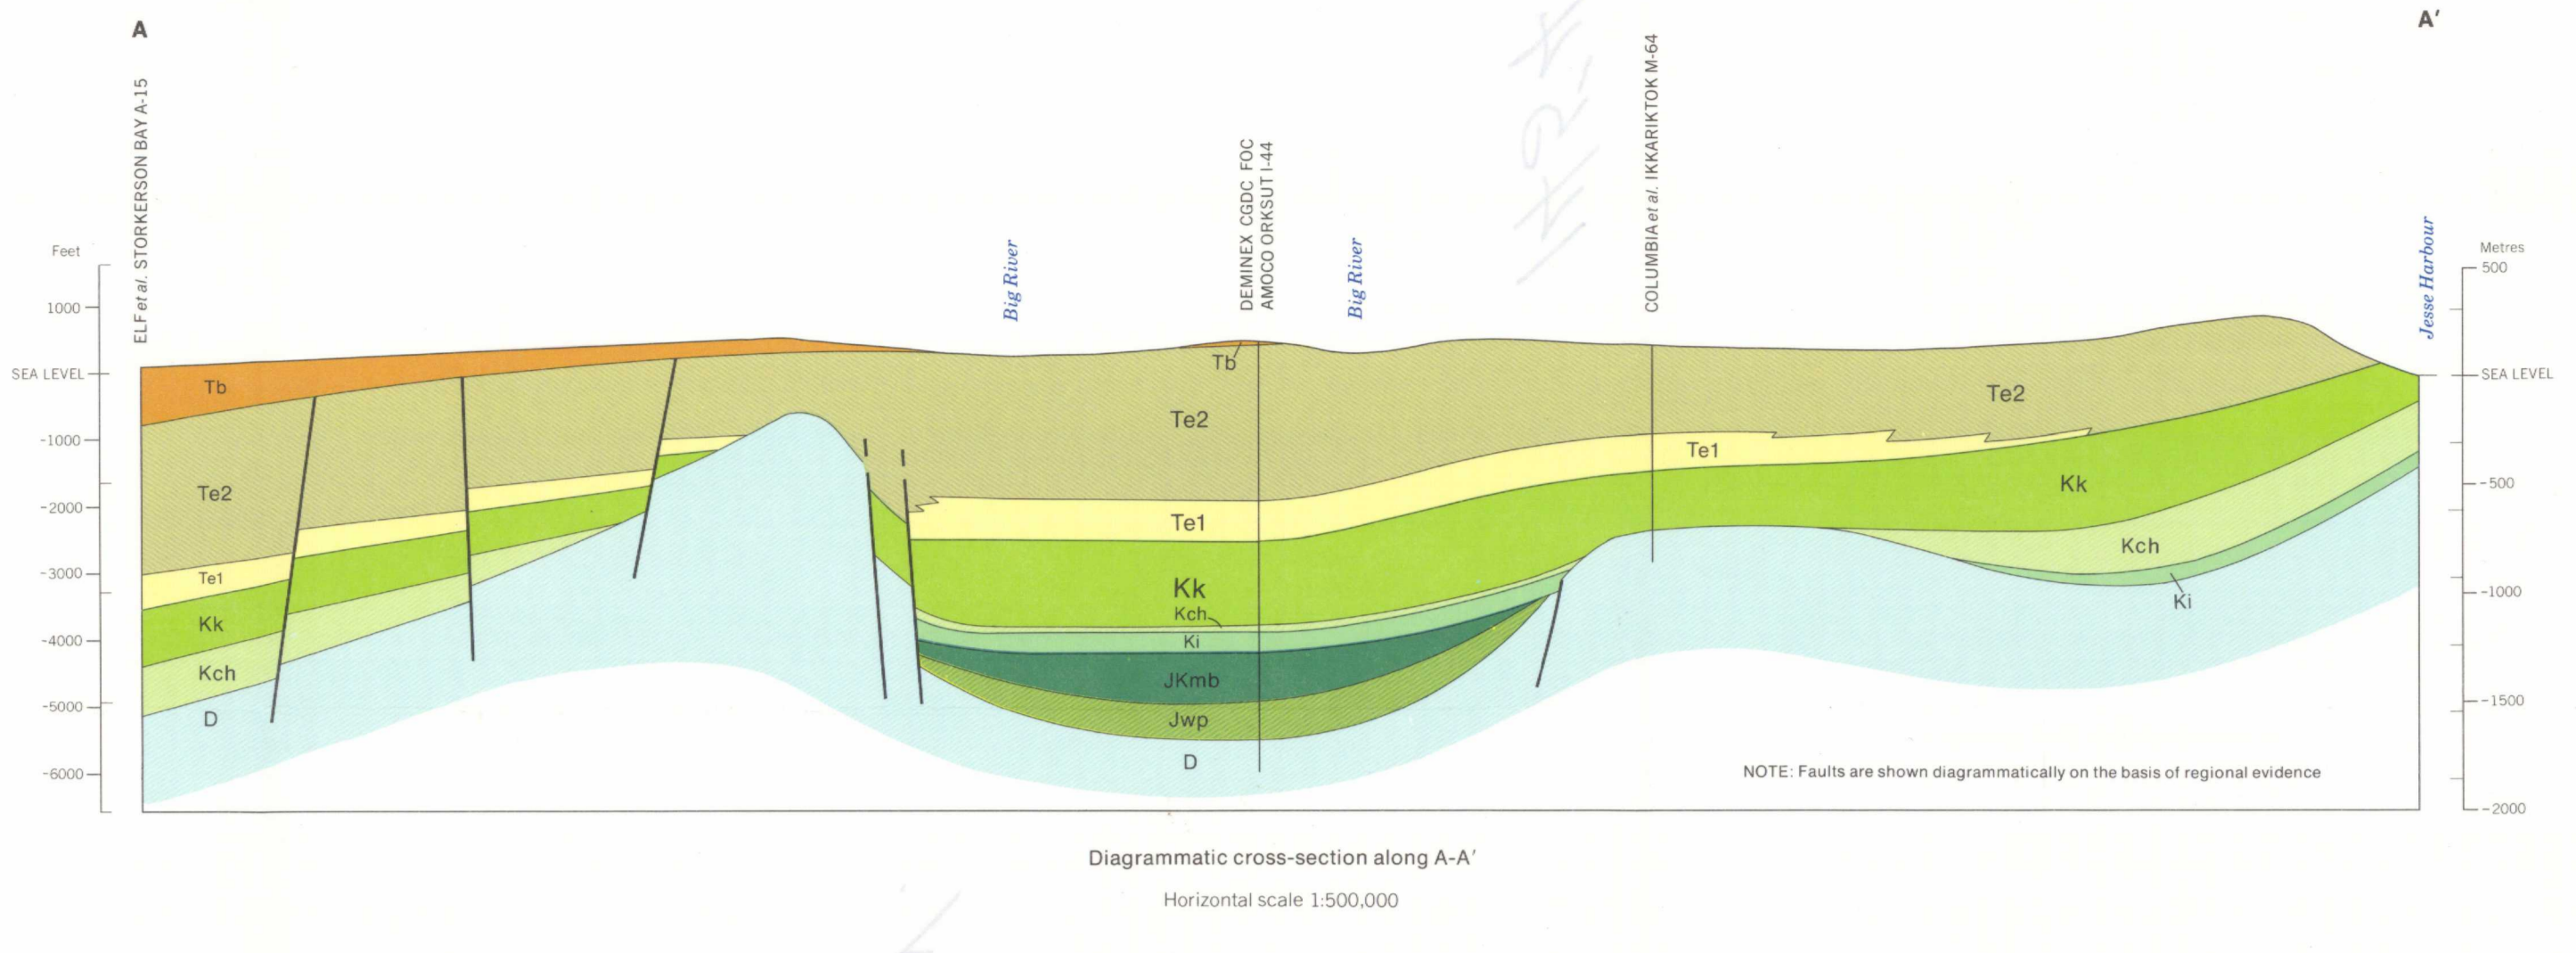 A
A'
ELF et al. STORKERSON BAY A-15
DEMINEX CGDC FOC
AMOCO ORKSUT I-44
COLUMBIA et al. IKKARIKTOK M-64
Big River
Big River
Jesse Harbour
Feet
1000
SEA LEVEL
-1000
-2000
-3000
-4000
-5000
-6000
Metres
500
SEA LEVEL
-500
-1000
-1500
-2000
Tb
Te2
Te1
Kk
Kch
D
Tb
Te2
Te1
Kk
Kch
Ki
JKmb
Jwp
D
Te2
Te1
Kk
Kch
Ki
NOTE: Faults are shown diagrammatically on the basis of regional evidence
Diagrammatic cross-section along A-A'
Horizontal scale 1:500,000